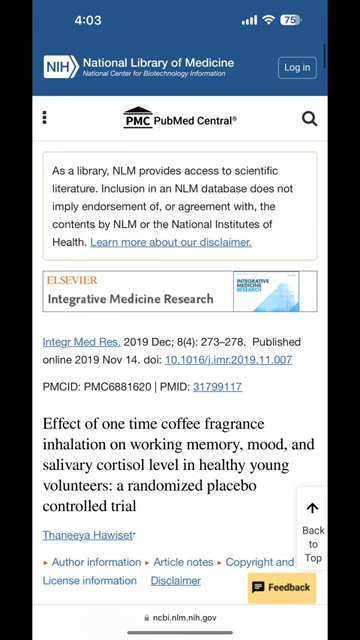 4:03
75
NIH
National Library of Medicine
National Center for Biotechnology Information
Log in
PMC
PubMed Central®
As a library, NLM provides access to scientific
literature. Inclusion in an NLM database does not
imply endorsement of, or agreement with, the
contents by NLM or the National Institutes of
Health. Learn more about our disclaimer.
ELSEVIER
Integrative Medicine Research
INTEGRATIVE
MEDICINE
RESEARCH
Integr Med Res. 2019 Dec; 8(4): 273–278. Published
online 2019 Nov 14. doi: 10.1016/j.imr.2019.11.007
PMCID: PMC6881620 | PMID: 31799117
Effect of one time coffee fragrance
inhalation on working memory, mood, and
salivary cortisol level in healthy young
volunteers: a randomized placebo
controlled trial
Thaneeya Hawiset*
▸ Author information ▸ Article notes ▸ Copyright and
License information Disclaimer
Back
to
Top
Feedback
ncbi.nlm.nih.gov